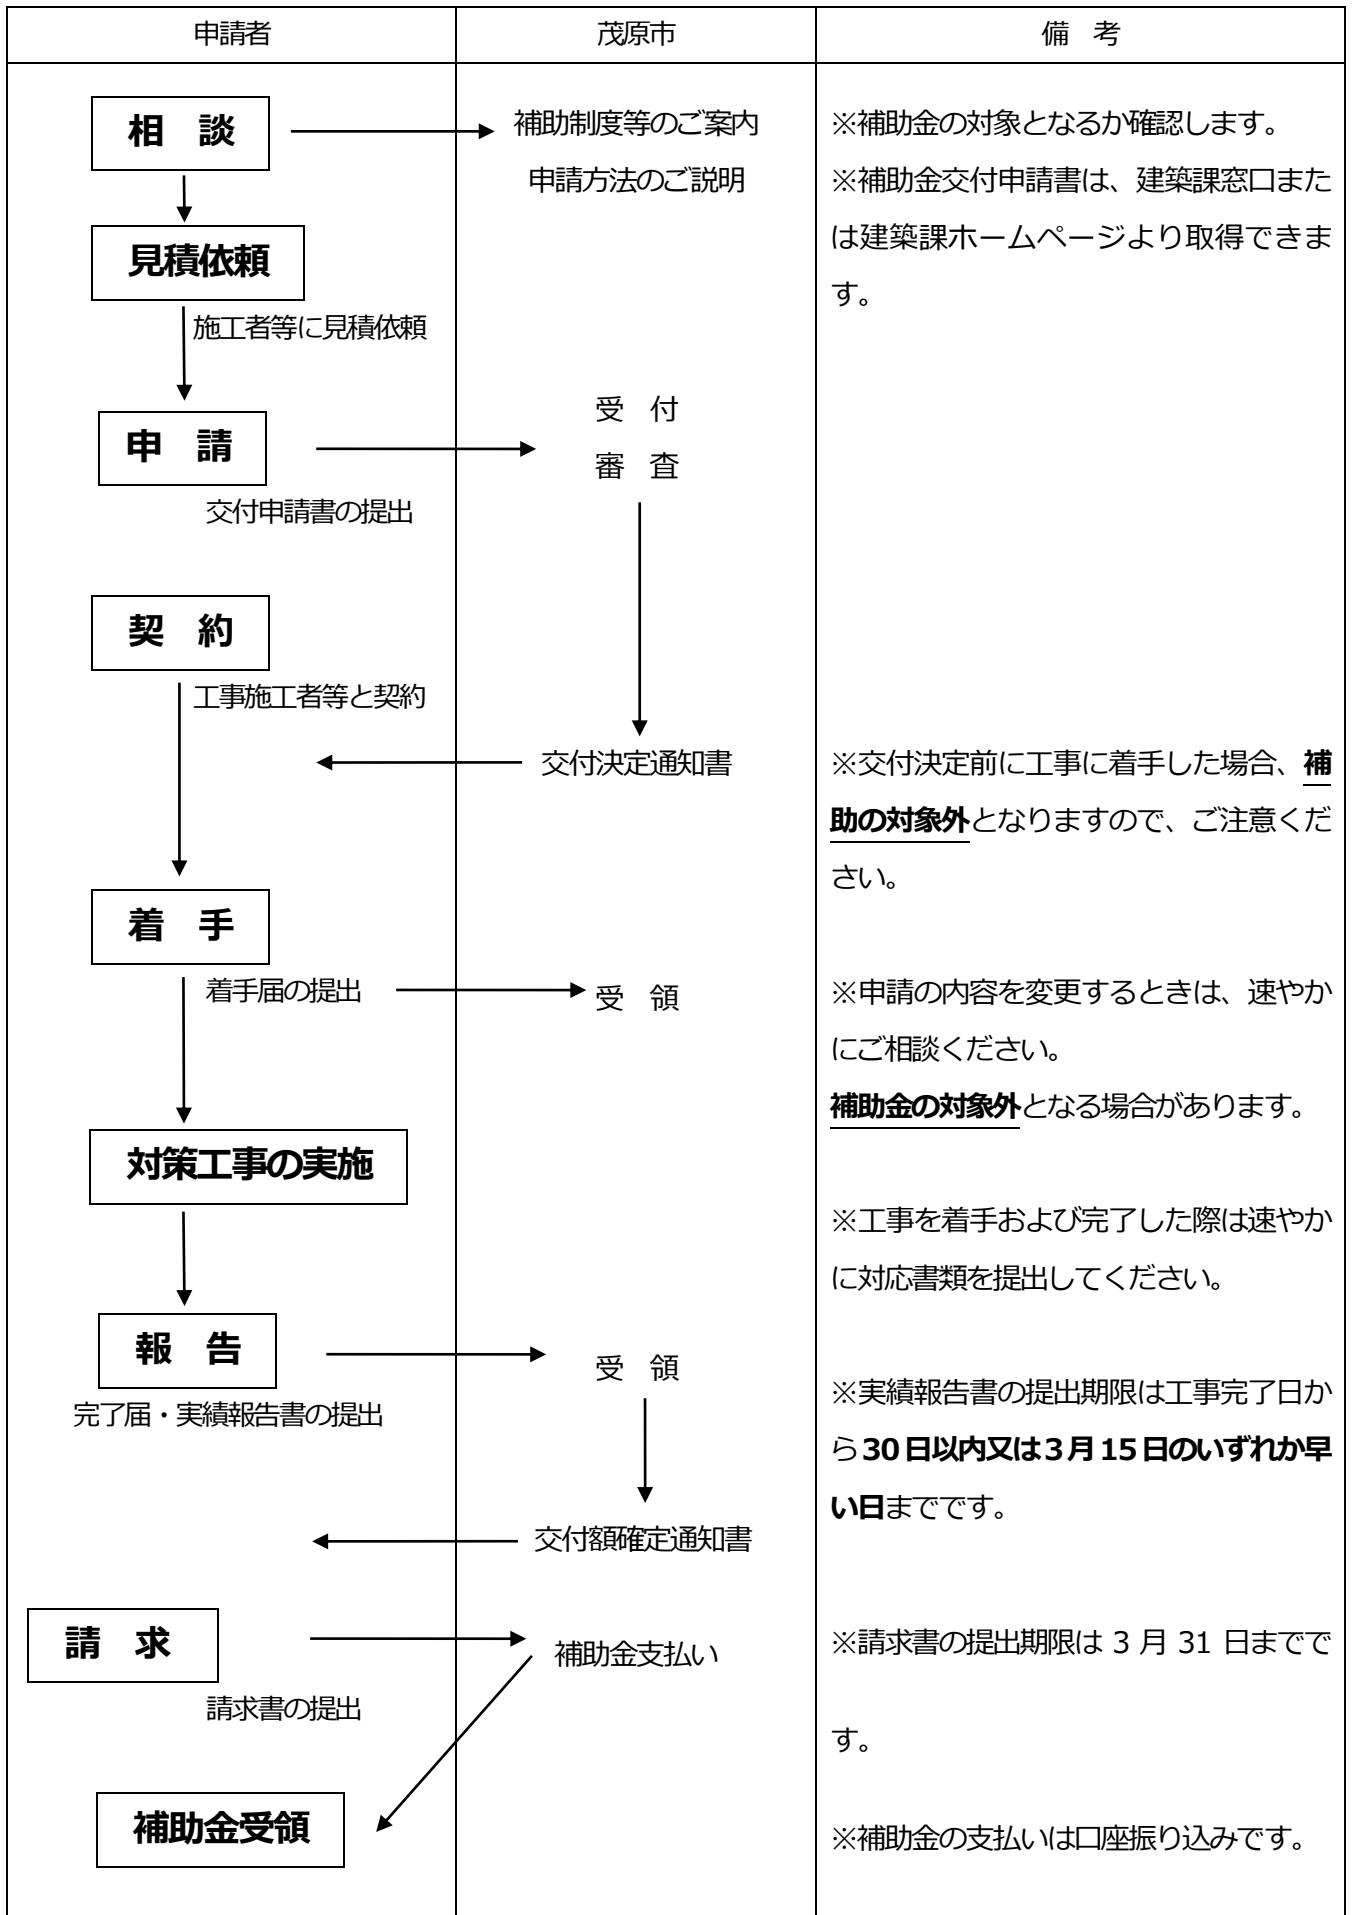 申請者
茂原市
備　考
相　談
補助制度等のご案内
申請方法のご説明
※補助金の対象となるか確認します。
※補助金交付申請書は、建築課窓口また
は建築課ホームページより取得できま
す。
見積依頼
施工者等に見積依頼
申　請
交付申請書の提出
受　付
審　査
契　約
工事施工者等と契約
交付決定通知書
※交付決定前に工事に着手した場合、補
助の対象外となりますので、ご注意くだ
さい。
着　手
着手届の提出
受　領
※申請の内容を変更するときは、速やか
にご相談ください。
補助金の対象外となる場合があります。
対策工事の実施
※工事を着手および完了した際は速やか
に対応書類を提出してください。
報　告
完了届・実績報告書の提出
受　領
※実績報告書の提出期限は工事完了日か
ら30日以内又は3月15日のいずれか早
い日までです。
交付額確定通知書
請　求
請求書の提出
補助金支払い
※請求書の提出期限は 3 月 31 日までで
す。
補助金受領
※補助金の支払いは口座振り込みです。